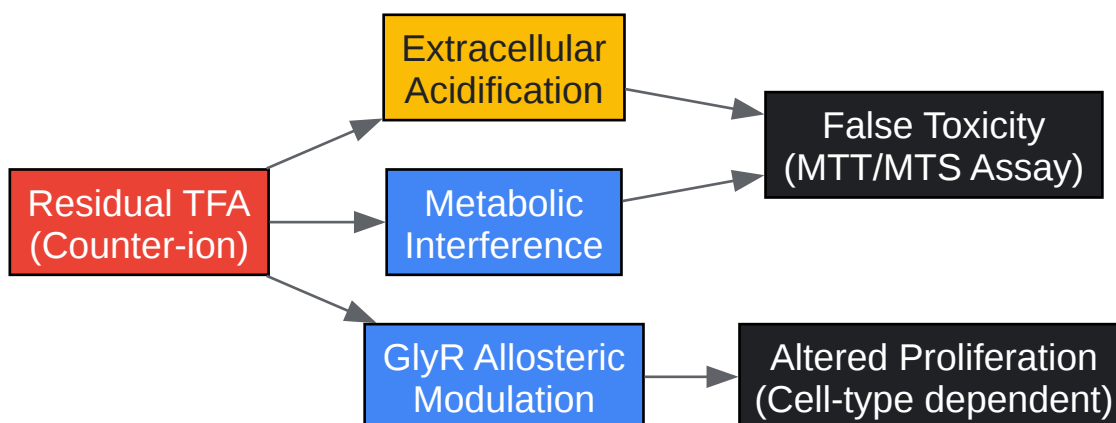 Extracellular
Acidification
False Toxicity
(MTT/MTS Assay)
Residual TFA
(Counter-ion)
Metabolic
Interference
GlyR Allosteric
Modulation
Altered Proliferation
(Cell-type dependent)